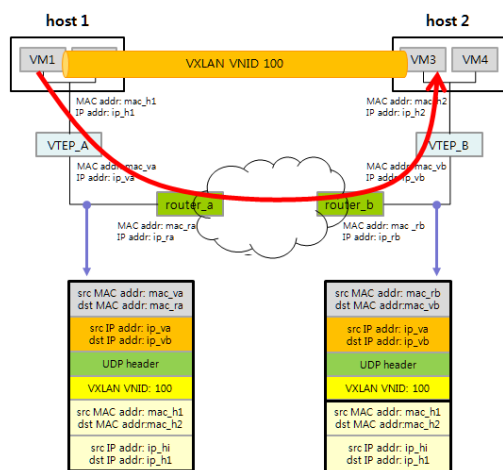 host 1
host 2
VM1
VXLAN VNID 100
VM3
VM4
MAC addr: mac_h1
IP addr: ip_h1
MAC addr: mac_h2
IP addr: ip_h2
VTEP_A
VTEP_B
MAC addr: mac_va
IP addr: ip_va
MAC addr: mac_vb
IP addr: ip_vb
router_a
router_b
MAC addr: mac_ra
IP addr: ip_ra
MAC addr: mac _rb
IP addr: ip_rb
src MAC addr: mac_va
dst MAC addr: mac_ra
src IP addr: ip_va
dst IP addr: ip_vb
UDP header
VXLAN VNID: 100
src MAC addr: mac_h1
dst MAC addr: mac_h2
src IP addr: ip_hi
dst IP addr: ip_h1
src MAC addr: mac_rb
dst MAC addr: mac_vb
src IP addr: ip_va
dst IP addr: ip_vb
UDP header
VXLAN VNID: 100
src MAC addr: mac_h1
dst MAC addr: mac_h2
src IP addr: ip_hi
dst IP addr: ip_h1